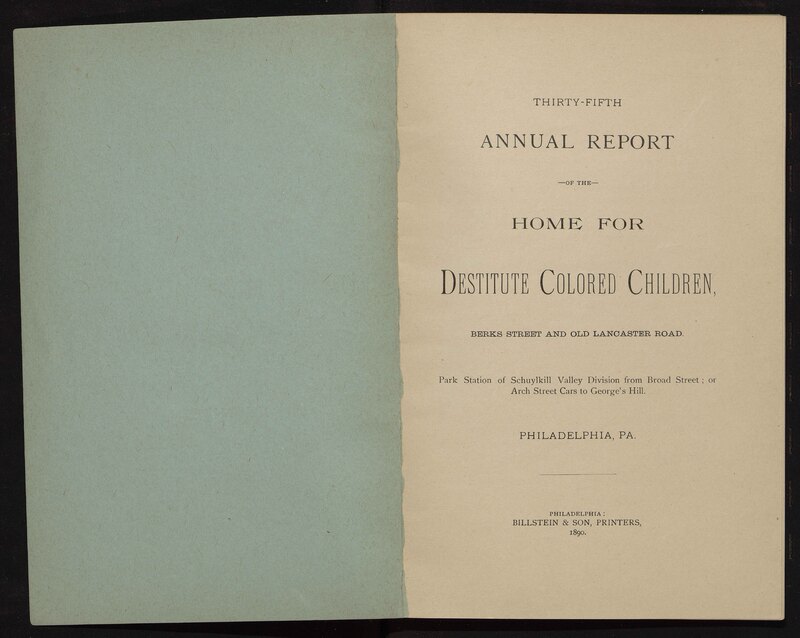 THIRTY-FIFTH
ANNUAL REPORT
—OF THE—
HOME FOR
DESTITUTE COLORED CHILDREN,
BERKS STREET AND OLD LANCASTER ROAD.
Park Station of Schuylkill Valley Division from Broad Street; or
Arch Street Cars to George's Hill.
PHILADELPHIA, PA.
PHILADELPHIA:
BILLSTEIN & SON, PRINTERS,
1890.